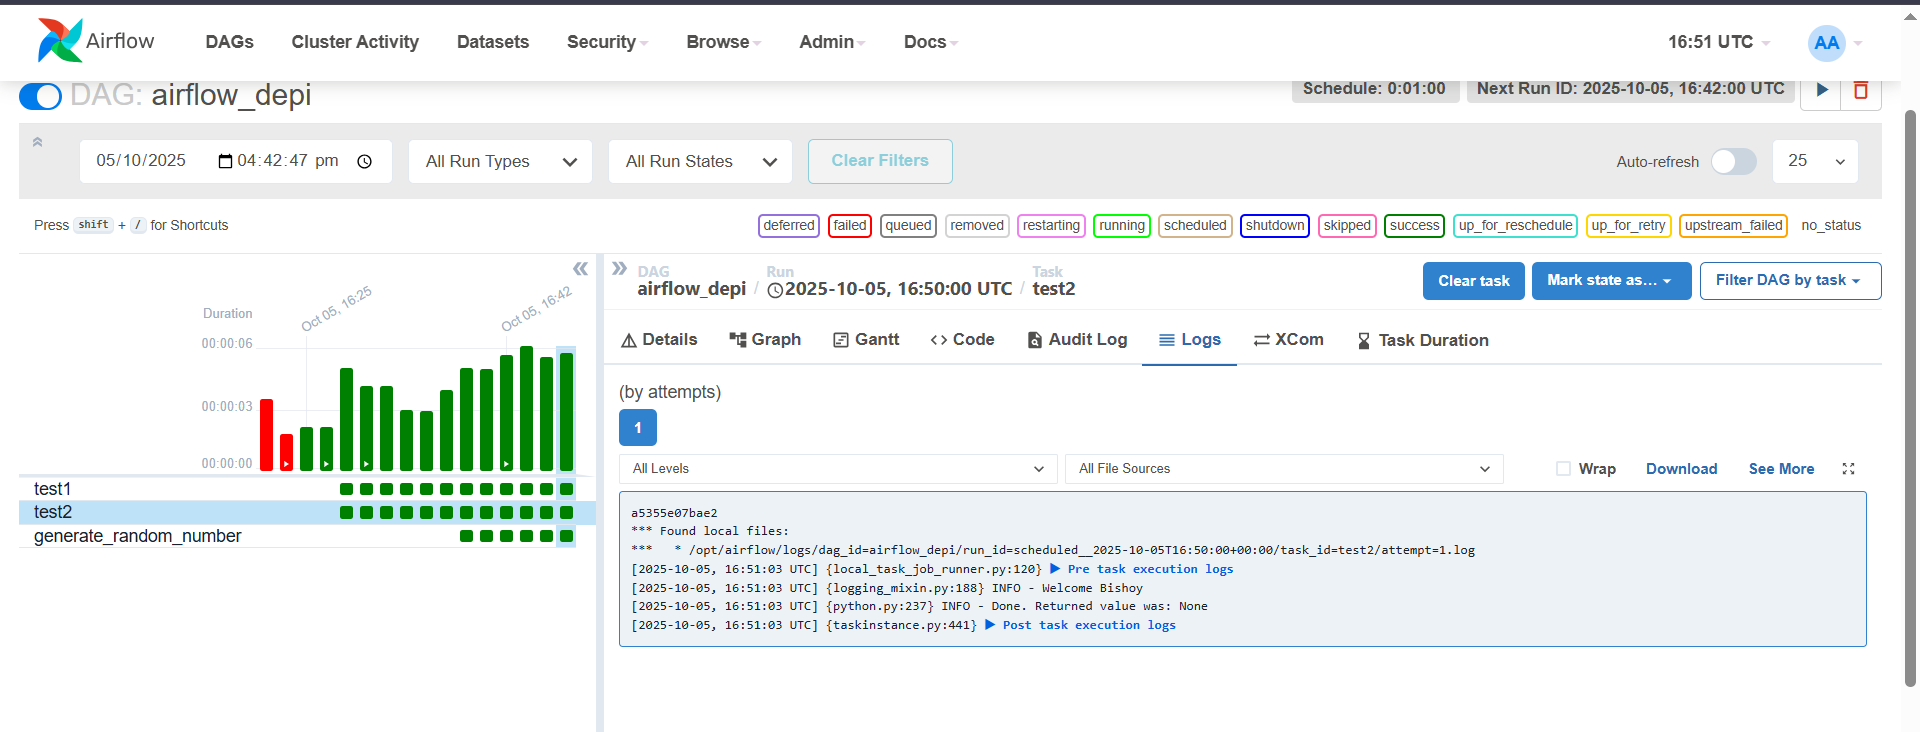 Airflow DAGs Cluster Activity Datasets Security Browse Admin Docs 16:51 UTC AA
DAG: airflow_depi Schedule: 0:01:00 Next Run ID: 2025-10-05, 16:42:00 UTC
05/10/2025 04:42:47 pm All Run Types All Run States Clear Filters Auto-refresh 25
Press shift + / for Shortcuts deferred failed queued removed restarting running scheduled shutdown skipped success up_for_reschedule up_for_retry upstream_failed no_status
Duration
Oct 05, 16:25
Oct 05, 16:42
00:00:06
00:00:03
00:00:00
test1
test2
generate_random_number
DAG Run Task
airflow_depi / 2025-10-05, 16:50:00 UTC / test2
Clear task Mark state as... Filter DAG by task
Details Graph Gantt <> Code Audit Log Logs XCom Task Duration
(by attempts)
1
All Levels All File Sources Wrap Download See More
a5355e07bae2
*** Found local files:
***   * /opt/airflow/logs/dag_id=airflow_depi/run_id=scheduled__2025-10-05T16:50:00+00:00/task_id=test2/attempt=1.log
[2025-10-05, 16:51:03 UTC] {local_task_job_runner.py:120} ▶ Pre task execution logs
[2025-10-05, 16:51:03 UTC] {logging_mixin.py:188} INFO - Welcome Bishoy
[2025-10-05, 16:51:03 UTC] {python.py:237} INFO - Done. Returned value was: None
[2025-10-05, 16:51:03 UTC] {taskinstance.py:441} ▶ Post task execution logs